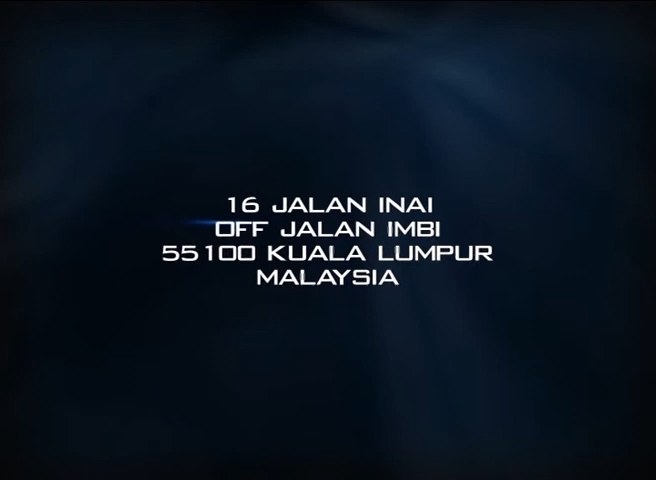 16 JALAN INAI
OFF JALAN IMBI
55100 KUALA LUMPUR
MALAYSIA